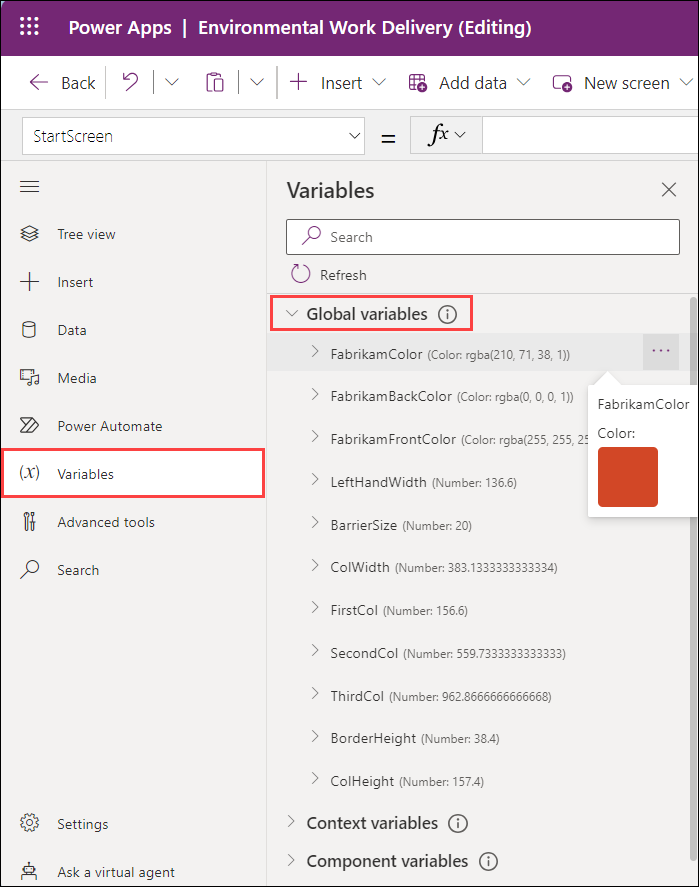 Power Apps | Environmental Work Delivery (Editing)
Back Insert Add data New screen
StartScreen = fx
Variables
Search
Refresh
Tree view
Insert
Data
Media
Power Automate
(x) Variables
Advanced tools
Search
Settings
Ask a virtual agent
Global variables
FabrikamColor (Color: rgba(210, 71, 38, 1)) ...
FabrikamBackColor (Color: rgba(0, 0, 0, 1))
FabrikamFrontColor (Color: rgba(255, 255, 25
LeftHandWidth (Number: 136.6)
BarrierSize (Number: 20)
ColWidth (Number: 383.1333333333334)
FirstCol (Number: 156.6)
SecondCol (Number: 559.7333333333333)
ThirdCol (Number: 962.8666666666668)
BorderHeight (Number: 38.4)
ColHeight (Number: 157.4)
Context variables
Component variables
FabrikamColor
Color: